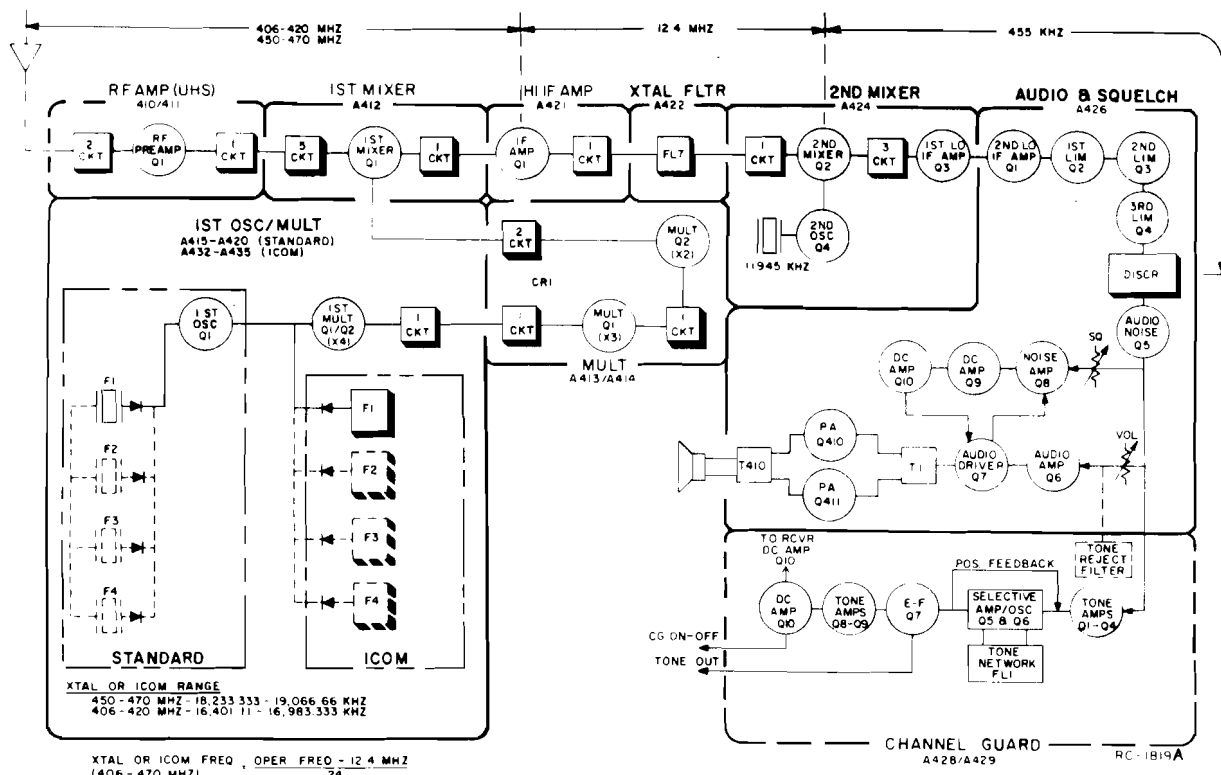 406-420 MHZ
450-470 MHZ
12.4 MHZ
455 KHZ
RF AMP (UHS)
410/411
1ST MIXER
A412
HI IF AMP
A421
XTAL FLTR
A422
2ND MIXER
A424
AUDIO & SQUELCH
A426
2
CKT
RF
PREAMP
Q1
1
CKT
5
CKT
1ST
MIXER
Q1
1
CKT
IF
AMP
Q1
1
CKT
FL7
1
CKT
2ND
MIXER
Q2
3
CKT
1ST LO
IF AMP
Q3
2ND LO
IF AMP
Q1
1ST
LIM
Q2
2ND
LIM
Q3
3RD
LIM
Q4
DISCR
AUDIO
NOISE
Q5
2ND
OSC
Q4
11945 KHZ
1ST OSC/MULT
A415-A420 (STANDARD)
A432-A435 (ICOM)
2
CKT
MULT
Q2
(X2)
CR1
1ST
OSC
Q1
1ST
MULT
Q1/Q2
(X4)
1
CKT
1
CKT
MULT
Q1
(X3)
1
CKT
MULT
A413/A414
F1
F2
F3
F4
STANDARD
F1
F2
F3
F4
ICOM
SQ
DC
AMP
Q10
DC
AMP
Q9
NOISE
AMP
Q8
VOL
T410
PA
Q410
PA
Q411
T1
AUDIO
DRIVER
Q7
AUDIO
AMP
Q6
TONE
REJECT
FILTER
TO RCVR
DC AMP
Q10
POS. FEEDBACK
DC
AMP
Q10
TONE
AMPS
Q8-Q9
E-F
Q7
SELECTIVE
AMP/OSC
Q5 & Q6
TONE
AMPS
Q1-Q4
TONE
NETWORK
FL1
CG ON-OFF
TONE OUT
CHANNEL GUARD
A428/A429
RC-1819A
XTAL OR ICOM RANGE
450-470 MHZ-18,233.333-19,066.66 KHZ
406-420 MHZ-16,401.11-16,983.333 KHZ
XTAL OR ICOM FREQ OPER FREQ - 12.4 MHZ
(406-470 MHZ) 24